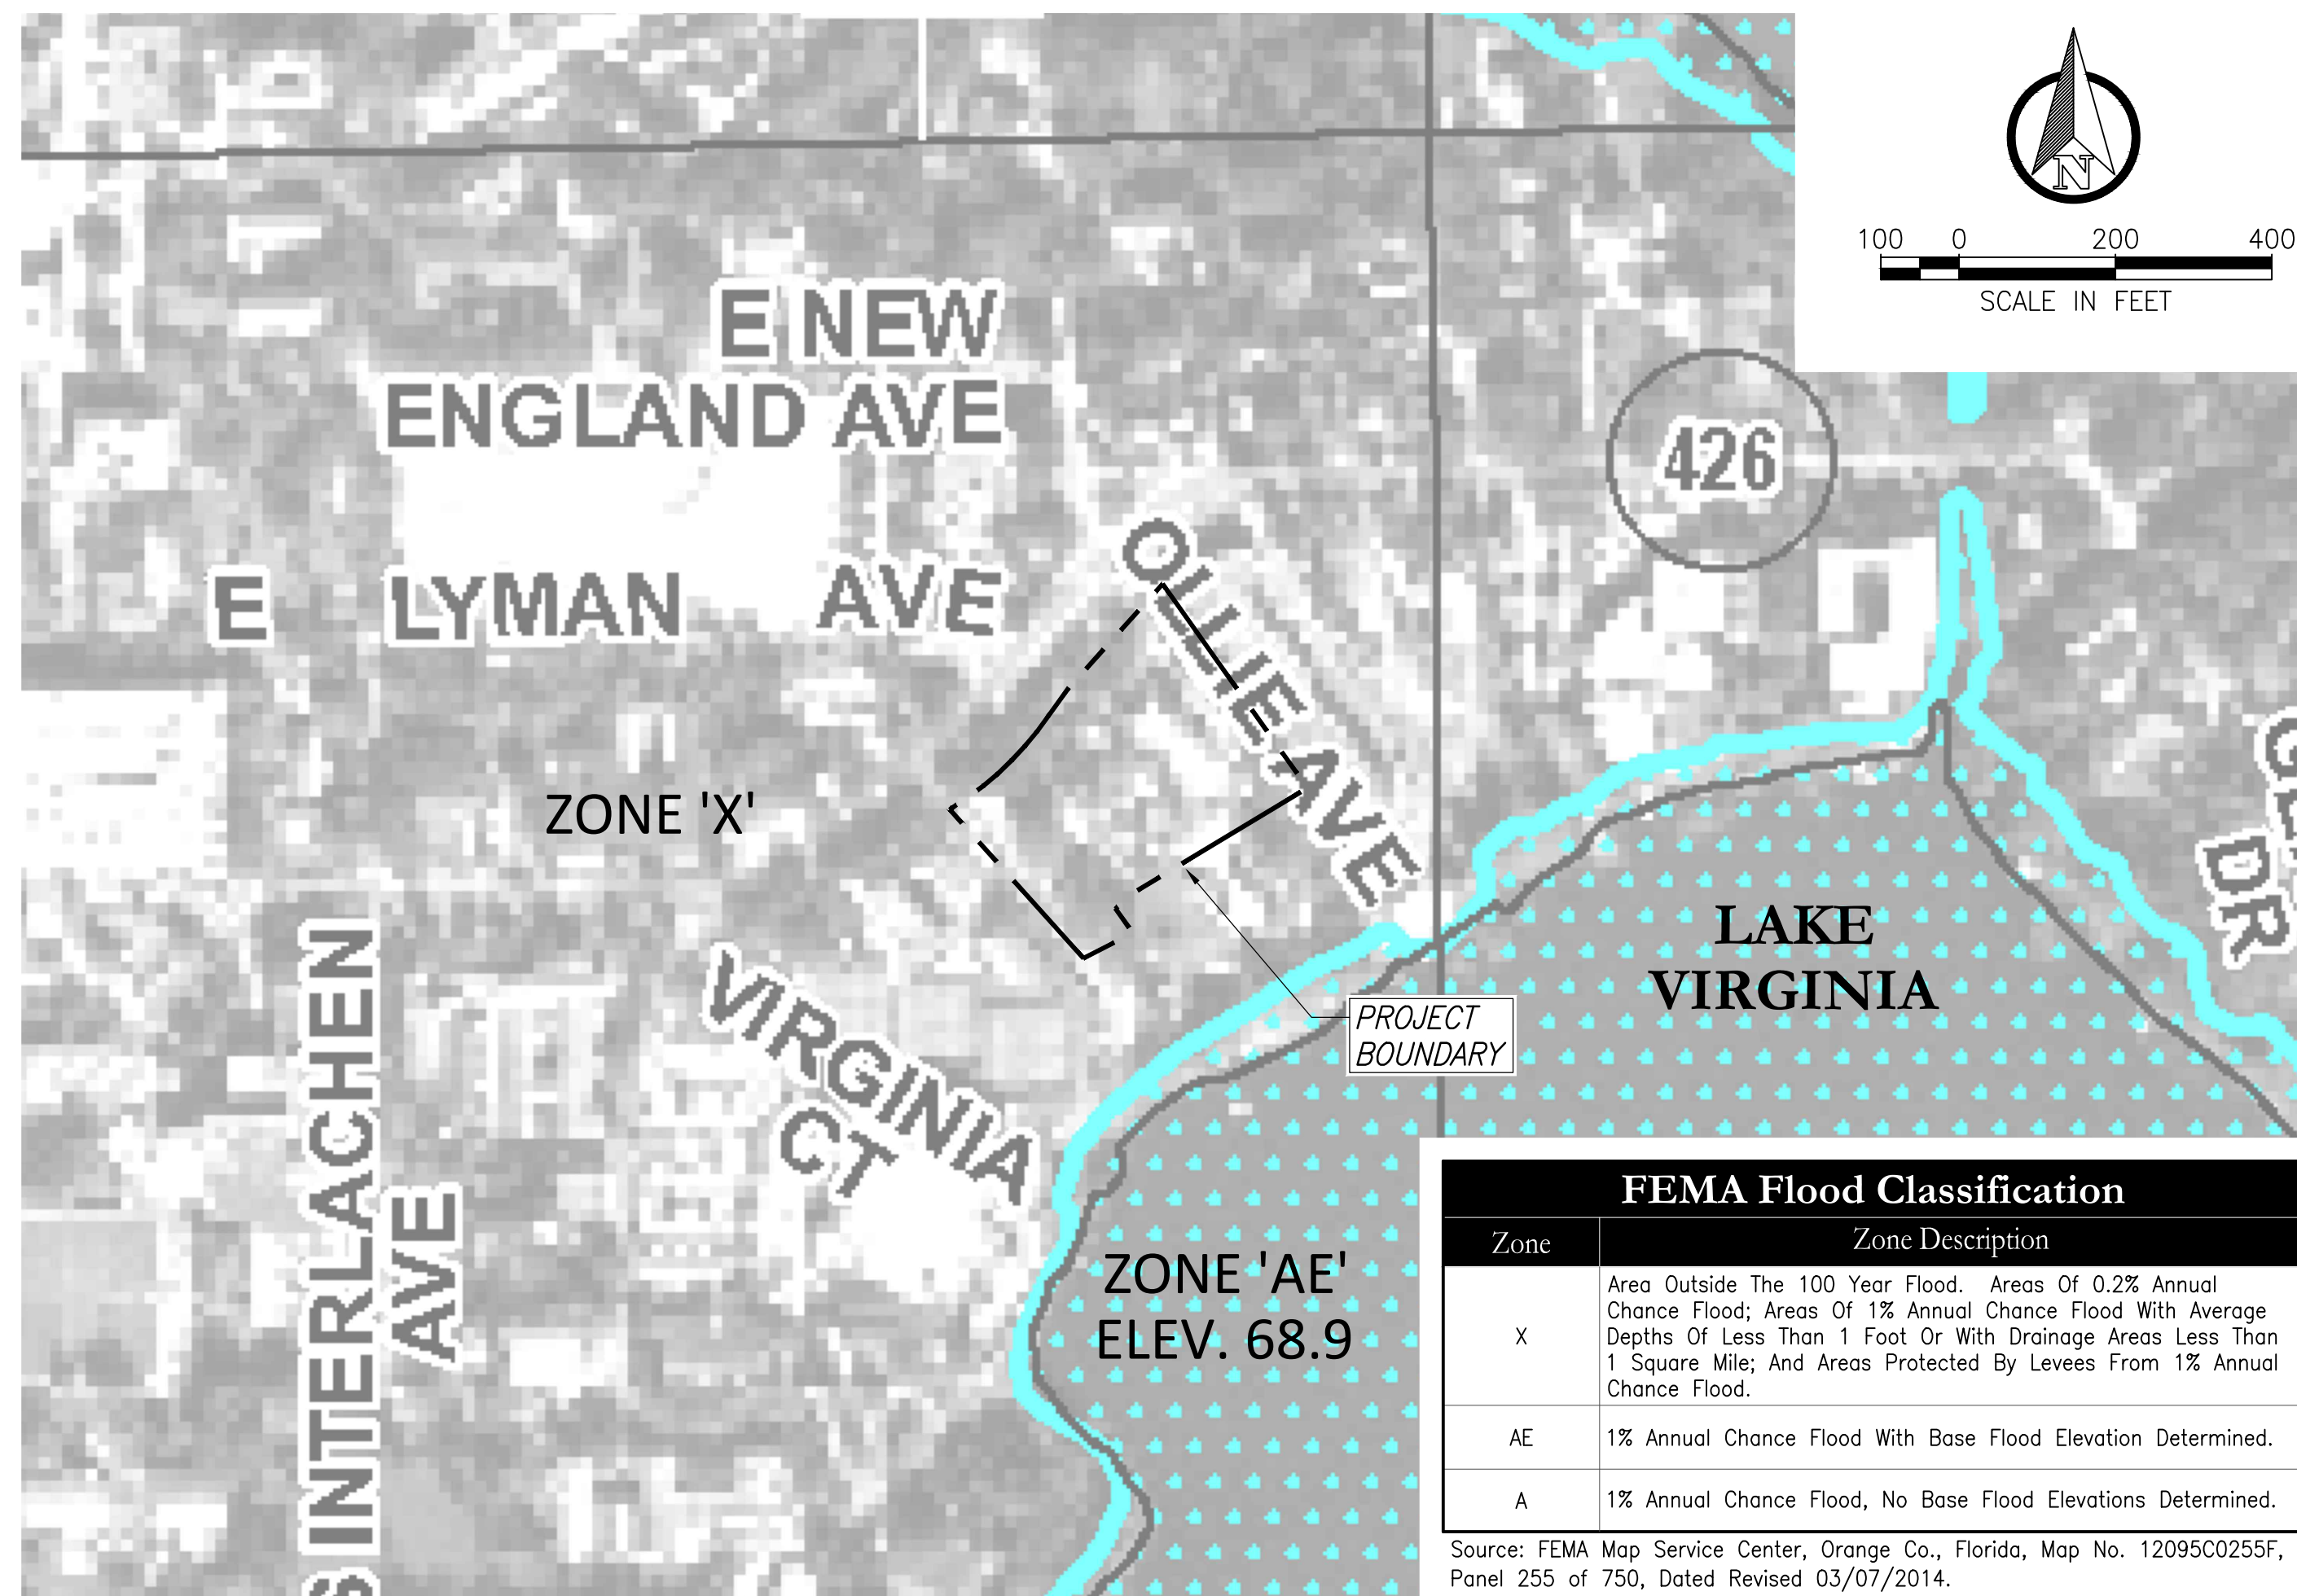 N
100 0 200 400
SCALE IN FEET
E NEW
ENGLAND AVE
426
E LYMAN AVE
OLLIE AVE
ZONE 'X'
DR
LAKE
VIRGINIA
S INTERLACHEN
AVE
VIRGINIA
CT
PROJECT
BOUNDARY
ZONE 'AE'
ELEV. 68.9
FEMA Flood Classification
Zone Zone Description
X Area Outside The 100 Year Flood. Areas Of 0.2% Annual
Chance Flood; Areas Of 1% Annual Chance Flood With Average
Depths Of Less Than 1 Foot Or With Drainage Areas Less Than
1 Square Mile; And Areas Protected By Levees From 1% Annual
Chance Flood.
AE 1% Annual Chance Flood With Base Flood Elevation Determined.
A 1% Annual Chance Flood, No Base Flood Elevations Determined.
Source: FEMA Map Service Center, Orange Co., Florida, Map No. 12095C0255F,
Panel 255 of 750, Dated Revised 03/07/2014.